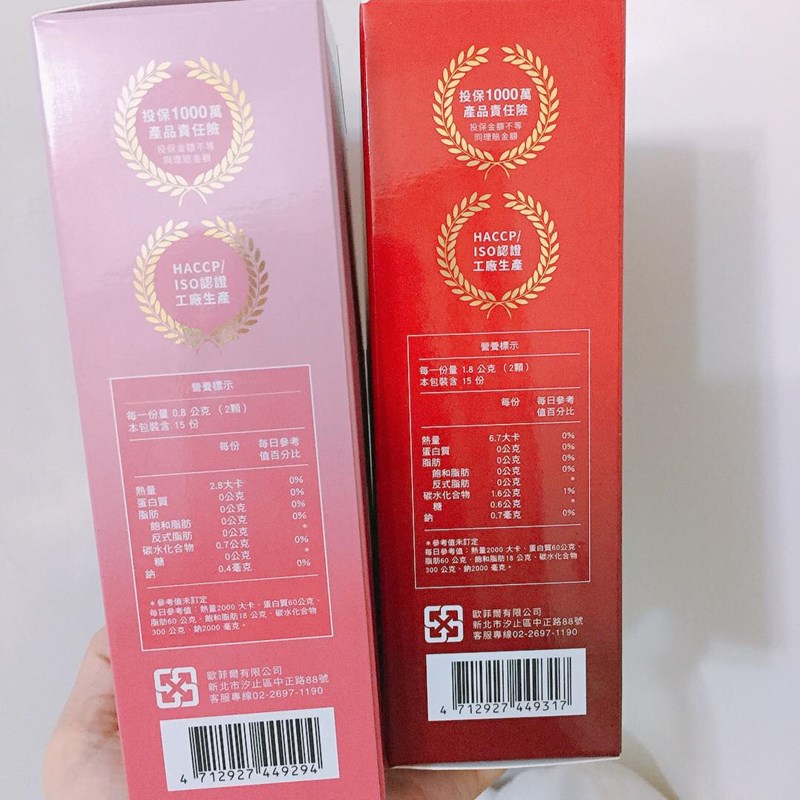 投保1000萬
產品責任險
投保金額不等
同理賠金額
HACCP/
ISO認證
工廠生產
營養標示
每一份量 0.8 公克（2顆）
本包裝含 15 份
每份 每日參考
值百分比
熱量 2.8大卡 0%
蛋白質 0公克 0%
脂肪 0公克 0%
飽和脂肪 0公克 0%
反式脂肪 0公克 *
碳水化合物 0.7公克 0%
糖 0公克 *
鈉 0.4毫克 0%
*參考值未訂定
每日參考值：熱量2000 大卡、蛋白質60公克、
脂肪60 公克、飽和脂肪18 公克、碳水化合物
300 公克、鈉2000 毫克。
歐菲爾有限公司
新北市汐止區中正路88號
客服專線02-2697-1190
4 712927 449294
投保1000萬
產品責任險
投保金額不等
同理賠金額
HACCP/
ISO認證
工廠生產
營養標示
每一份量 1.8 公克（2顆）
本包裝含 15 份
每份 每日參考
值百分比
熱量 6.7大卡 0%
蛋白質 0公克 0%
脂肪 0公克 0%
飽和脂肪 0公克 0%
反式脂肪 0公克 *
碳水化合物 1.6公克 1%
糖 0.6公克 *
鈉 0.7毫克 0%
*參考值未訂定
每日參考值：熱量2000 大卡、蛋白質60公克、
脂肪60 公克、飽和脂肪18 公克、碳水化合物
300 公克、鈉2000 毫克。
歐菲爾有限公司
新北市汐止區中正路88號
客服專線02-2697-1190
4 712927 449317